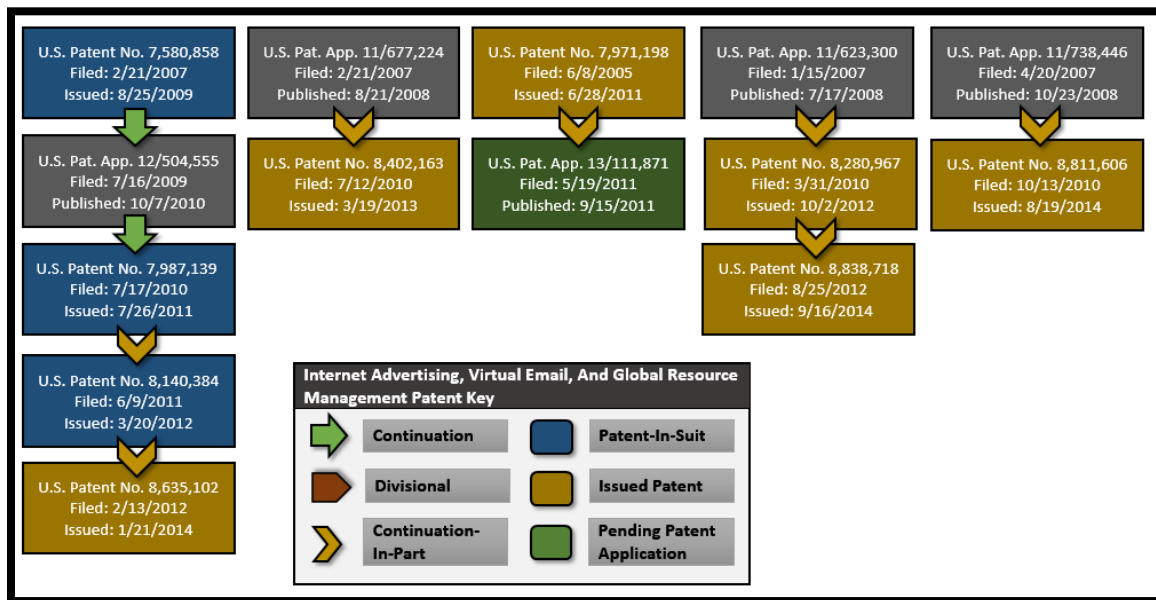 U.S. Patent No. 7,580,858
Filed: 2/21/2007
Issued: 8/25/2009
U.S. Pat. App. 12/504,555
Filed: 7/16/2009
Published: 10/7/2010
U.S. Patent No. 7,987,139
Filed: 7/17/2010
Issued: 7/26/2011
U.S. Patent No. 8,140,384
Filed: 6/9/2011
Issued: 3/20/2012
U.S. Patent No. 8,635,102
Filed: 2/13/2012
Issued: 1/21/2014
U.S. Pat. App. 11/677,224
Filed: 2/21/2007
Published: 8/21/2008
U.S. Patent No. 8,402,163
Filed: 7/12/2010
Issued: 3/19/2013
U.S. Patent No. 7,971,198
Filed: 6/8/2005
Issued: 6/28/2011
U.S. Pat. App. 13/111,871
Filed: 5/19/2011
Published: 9/15/2011
U.S. Pat. App. 11/623,300
Filed: 1/15/2007
Published: 7/17/2008
U.S. Patent No. 8,280,967
Filed: 3/31/2010
Issued: 10/2/2012
U.S. Patent No. 8,838,718
Filed: 8/25/2012
Issued: 9/16/2014
U.S. Pat. App. 11/738,446
Filed: 4/20/2007
Published: 10/23/2008
U.S. Patent No. 8,811,606
Filed: 10/13/2010
Issued: 8/19/2014
Internet Advertising, Virtual Email, And Global Resource
Management Patent Key
Continuation
Patent-In-Suit
Divisional
Issued Patent
Continuation-
In-Part
Pending Patent
Application